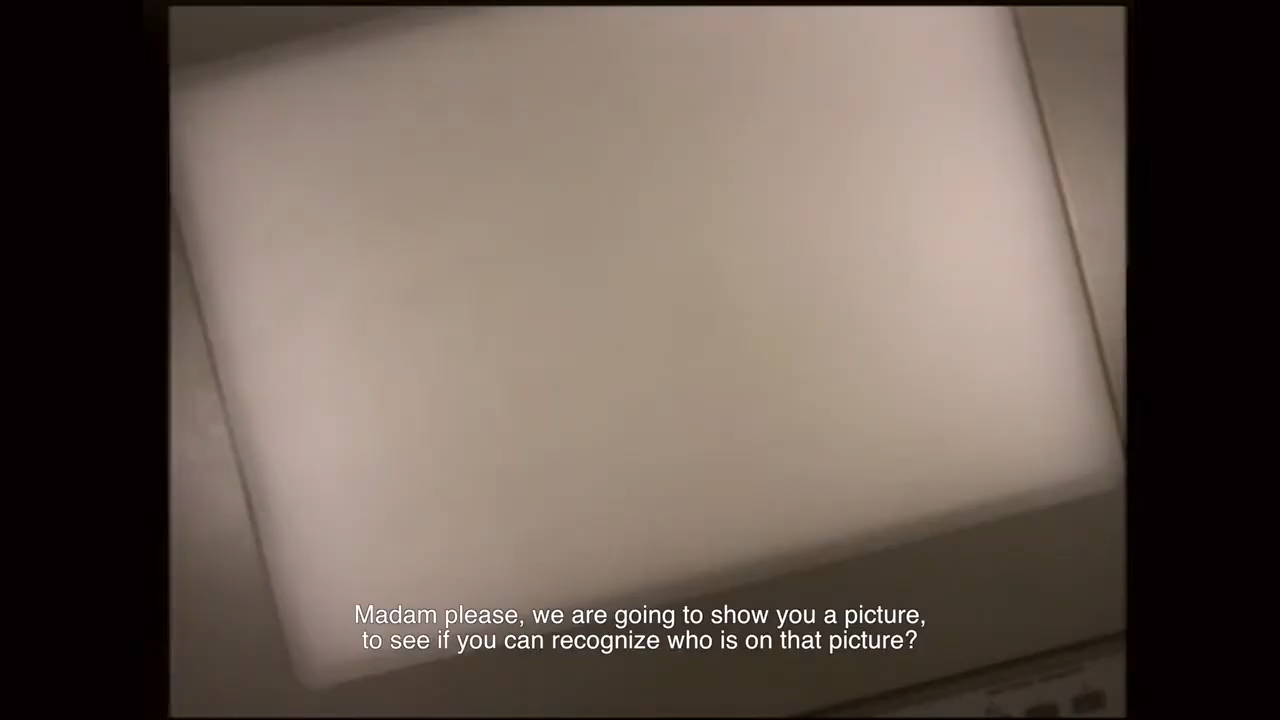 Madam please, we are going to show you a picture,
to see if you can recognize who is on that picture?